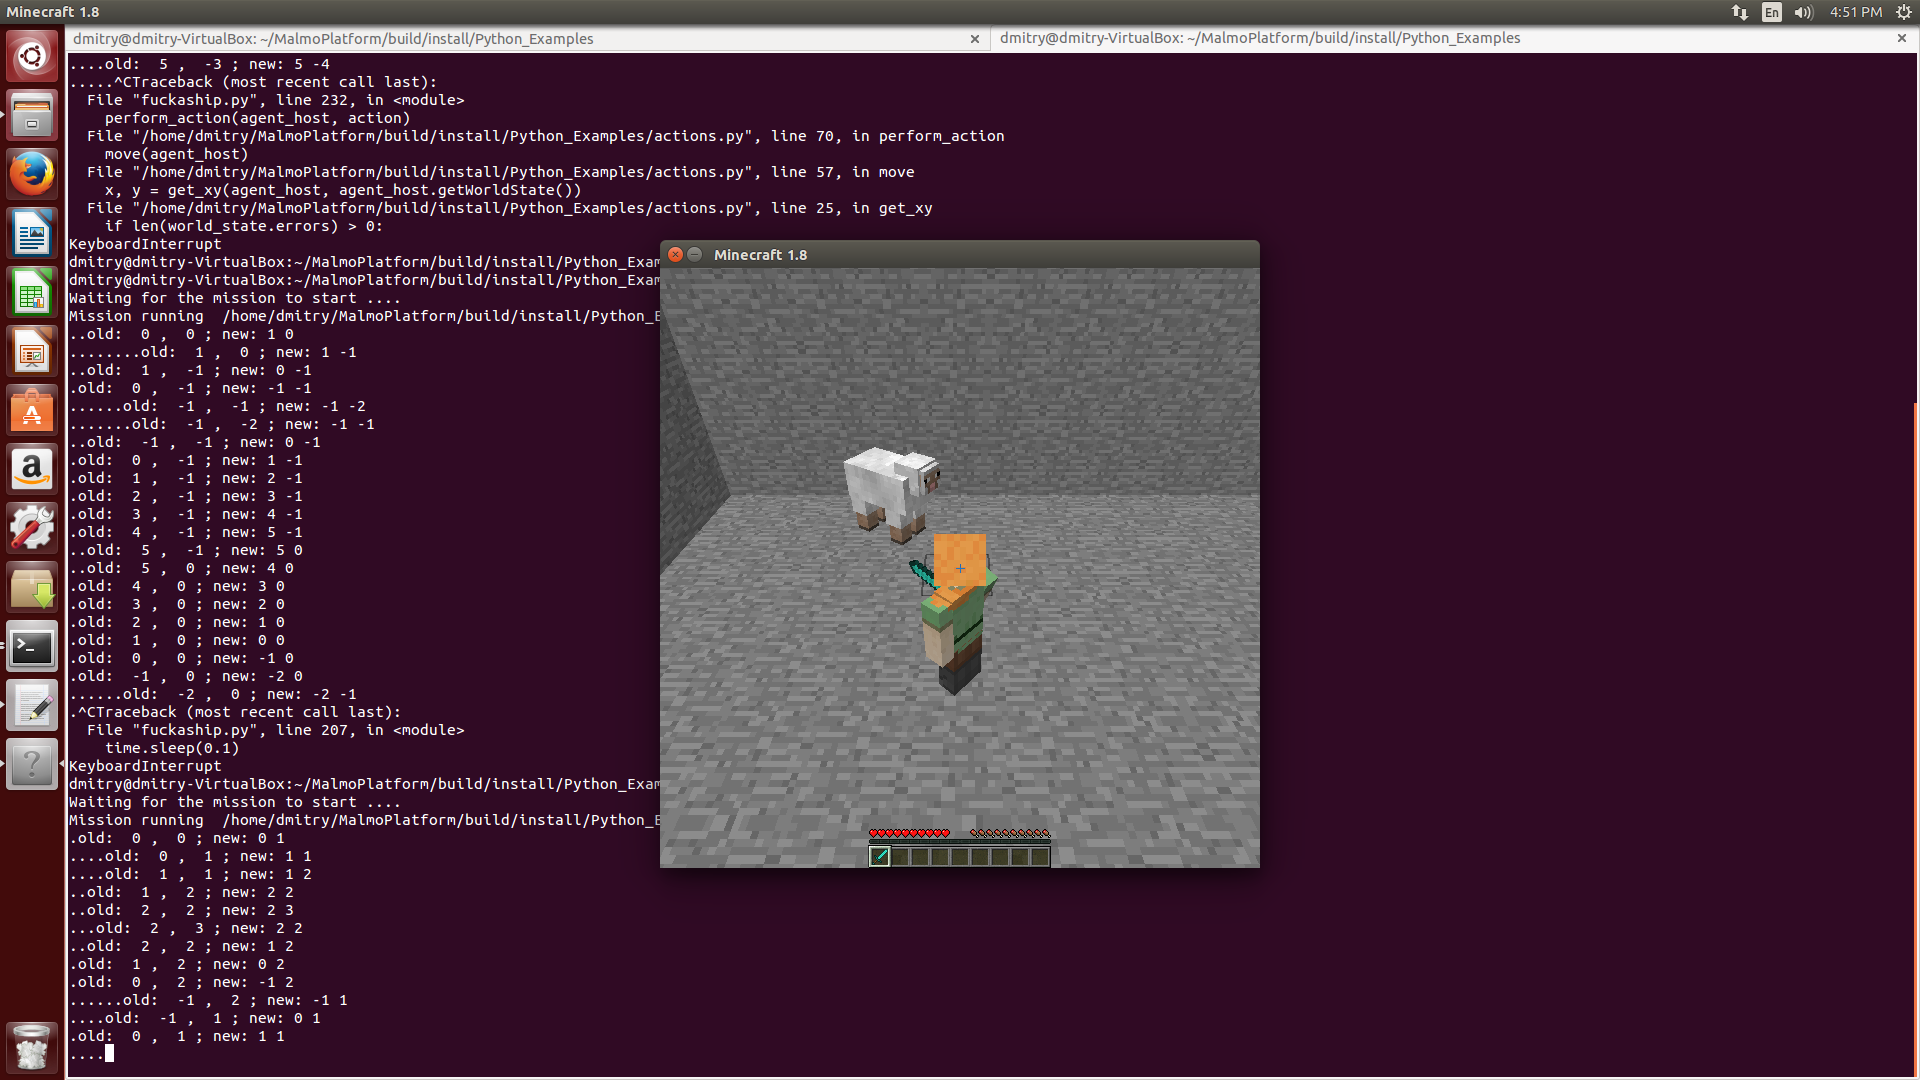 Minecraft 1.8
En
4:51 PM
dmitry@dmitry-VirtualBox: ~/MalmoPlatform/build/install/Python_Examples
dmitry@dmitry-VirtualBox: ~/MalmoPlatform/build/install/Python_Examples
....old:  5 ,  -3 ; new: 5 -4
.....^CTraceback (most recent call last):
  File "fuckaship.py", line 232, in <module>
    perform_action(agent_host, action)
  File "/home/dmitry/MalmoPlatform/build/install/Python_Examples/actions.py", line 70, in perform_action
    move(agent_host)
  File "/home/dmitry/MalmoPlatform/build/install/Python_Examples/actions.py", line 57, in move
    x, y = get_xy(agent_host, agent_host.getWorldState())
  File "/home/dmitry/MalmoPlatform/build/install/Python_Examples/actions.py", line 25, in get_xy
    if len(world_state.errors) > 0:
KeyboardInterrupt
dmitry@dmitry-VirtualBox:~/MalmoPlatform/build/install/Python_Exam
dmitry@dmitry-VirtualBox:~/MalmoPlatform/build/install/Python_Exam
Waiting for the mission to start ....
Mission running  /home/dmitry/MalmoPlatform/build/install/Python_E
..old:  0 ,  0 ; new: 1 0
........old:  1 ,  0 ; new: 1 -1
..old:  1 ,  -1 ; new: 0 -1
.old:  0 ,  -1 ; new: -1 -1
......old:  -1 ,  -1 ; new: -1 -2
.......old:  -1 ,  -2 ; new: -1 -1
..old:  -1 ,  -1 ; new: 0 -1
.old:  0 ,  -1 ; new: 1 -1
.old:  1 ,  -1 ; new: 2 -1
.old:  2 ,  -1 ; new: 3 -1
.old:  3 ,  -1 ; new: 4 -1
.old:  4 ,  -1 ; new: 5 -1
..old:  5 ,  -1 ; new: 5 0
..old:  5 ,  0 ; new: 4 0
.old:  4 ,  0 ; new: 3 0
.old:  3 ,  0 ; new: 2 0
.old:  2 ,  0 ; new: 1 0
.old:  1 ,  0 ; new: 0 0
.old:  0 ,  0 ; new: -1 0
.old:  -1 ,  0 ; new: -2 0
......old:  -2 ,  0 ; new: -2 -1
.^CTraceback (most recent call last):
  File "fuckaship.py", line 207, in <module>
    time.sleep(0.1)
KeyboardInterrupt
dmitry@dmitry-VirtualBox:~/MalmoPlatform/build/install/Python_Exam
Waiting for the mission to start ....
Mission running  /home/dmitry/MalmoPlatform/build/install/Python_E
.old:  0 ,  0 ; new: 0 1
....old:  0 ,  1 ; new: 1 1
....old:  1 ,  1 ; new: 1 2
..old:  1 ,  2 ; new: 2 2
..old:  2 ,  2 ; new: 2 3
...old:  2 ,  3 ; new: 2 2
..old:  2 ,  2 ; new: 1 2
.old:  1 ,  2 ; new: 0 2
.old:  0 ,  2 ; new: -1 2
......old:  -1 ,  2 ; new: -1 1
....old:  -1 ,  1 ; new: 0 1
.old:  0 ,  1 ; new: 1 1
....
Minecraft 1.8